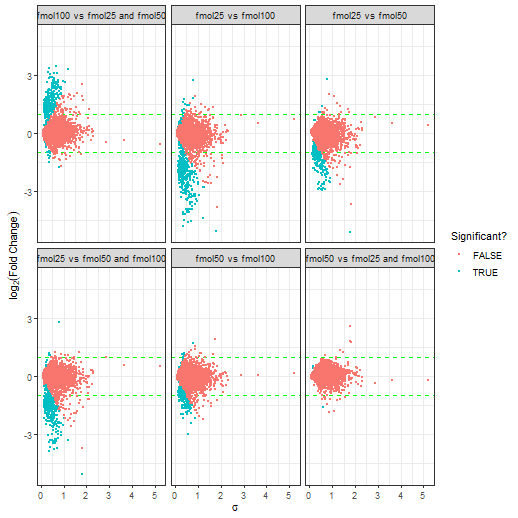 fmol100 vs fmol25 and fmol50
fmol25 vs fmol100
fmol25 vs fmol50
3
0
-3
fmol25 vs fmol50 and fmol100
fmol50 vs fmol100
fmol50 vs fmol25 and fmol100
3
0
-3
0 1 2 3 4 5
0 1 2 3 4 5
0 1 2 3 4 5
σ
log₂(Fold Change)
Significant?
FALSE
TRUE